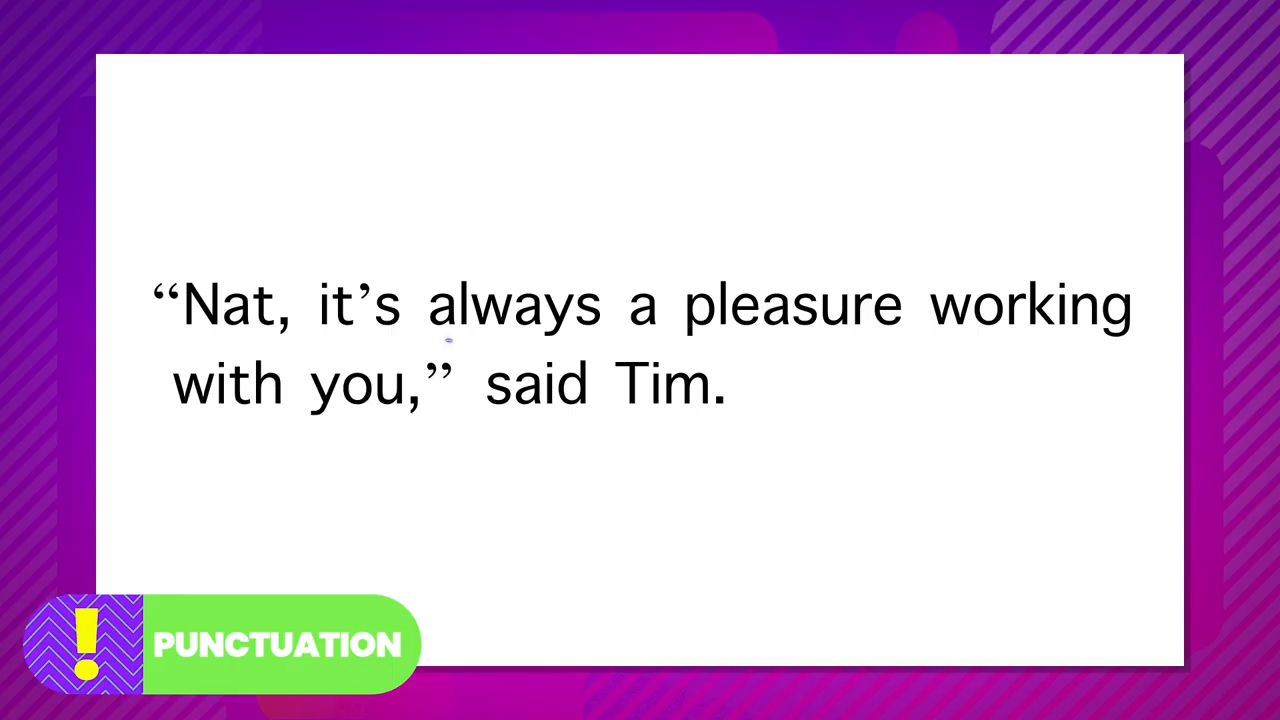 “Nat, it’s always a pleasure working
with you,” said Tim.
! PUNCTUATION